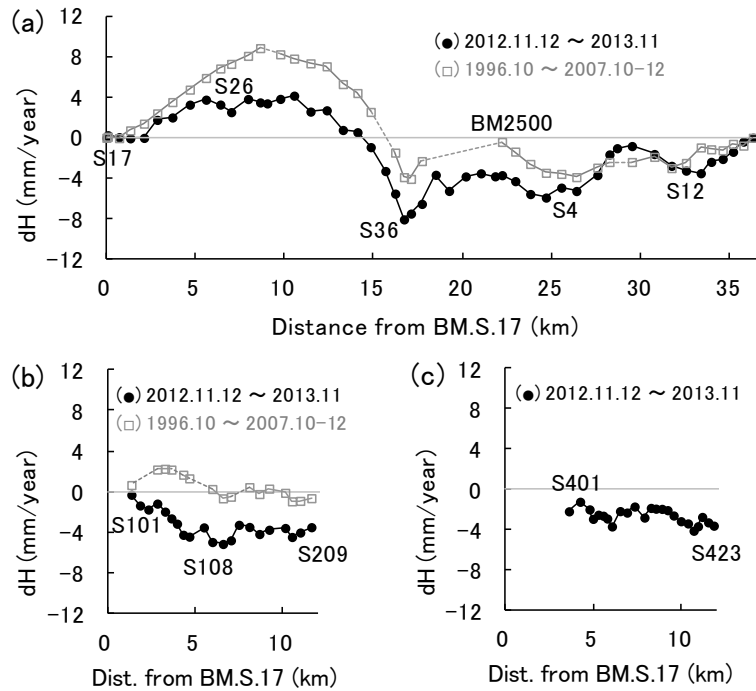 (a)
12
8
4
0
−4
−8
−12
dH (mm/year)
(●) 2012.11.12 ～ 2013.11
(□) 1996.10 ～ 2007.10-12
S26
BM2500
S17
S36
S4
S12
0 5 10 15 20 25 30 35
Distance from BM.S.17 (km)
(b)
12
8
4
0
−4
−8
−12
dH (mm/year)
(●) 2012.11.12 ～ 2013.11
(□) 1996.10 ～ 2007.10-12
S101
S108
S209
0 5 10
Dist. from BM.S.17 (km)
(c)
12
8
4
0
−4
−8
−12
dH (mm/year)
(●) 2012.11.12 ～ 2013.11
S401
S423
0 5 10
Dist. from BM.S.17 (km)